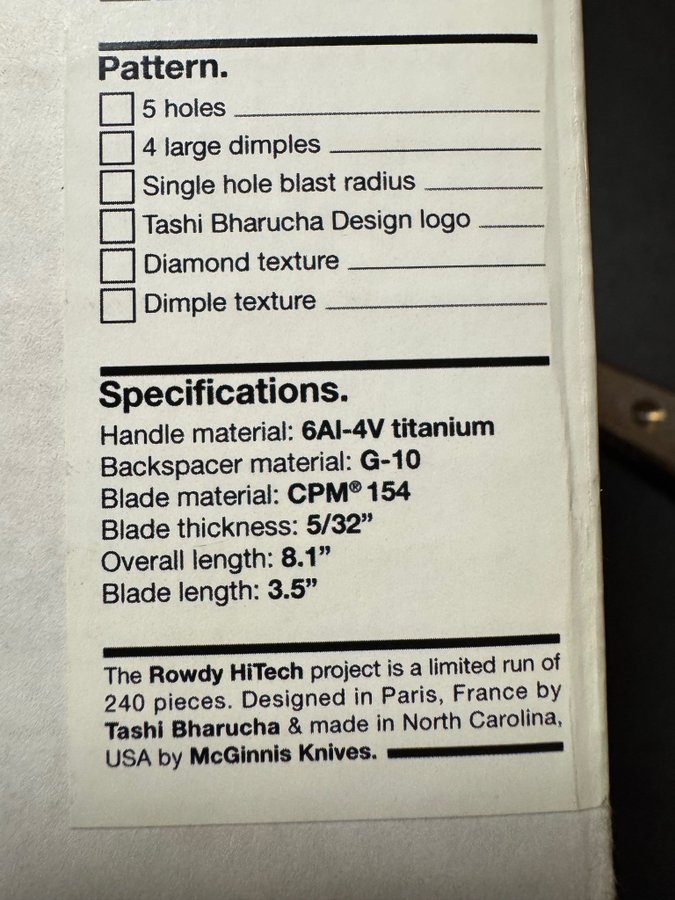 Pattern.
5 holes
4 large dimples
Single hole blast radius
Tashi Bharucha Design logo
Diamond texture
Dimple texture
Specifications.
Handle material: 6Al-4V titanium
Backspacer material: G-10
Blade material: CPM® 154
Blade thickness: 5/32”
Overall length: 8.1”
Blade length: 3.5”
The Rowdy HiTech project is a limited run of
240 pieces. Designed in Paris, France by
Tashi Bharucha & made in North Carolina,
USA by McGinnis Knives.